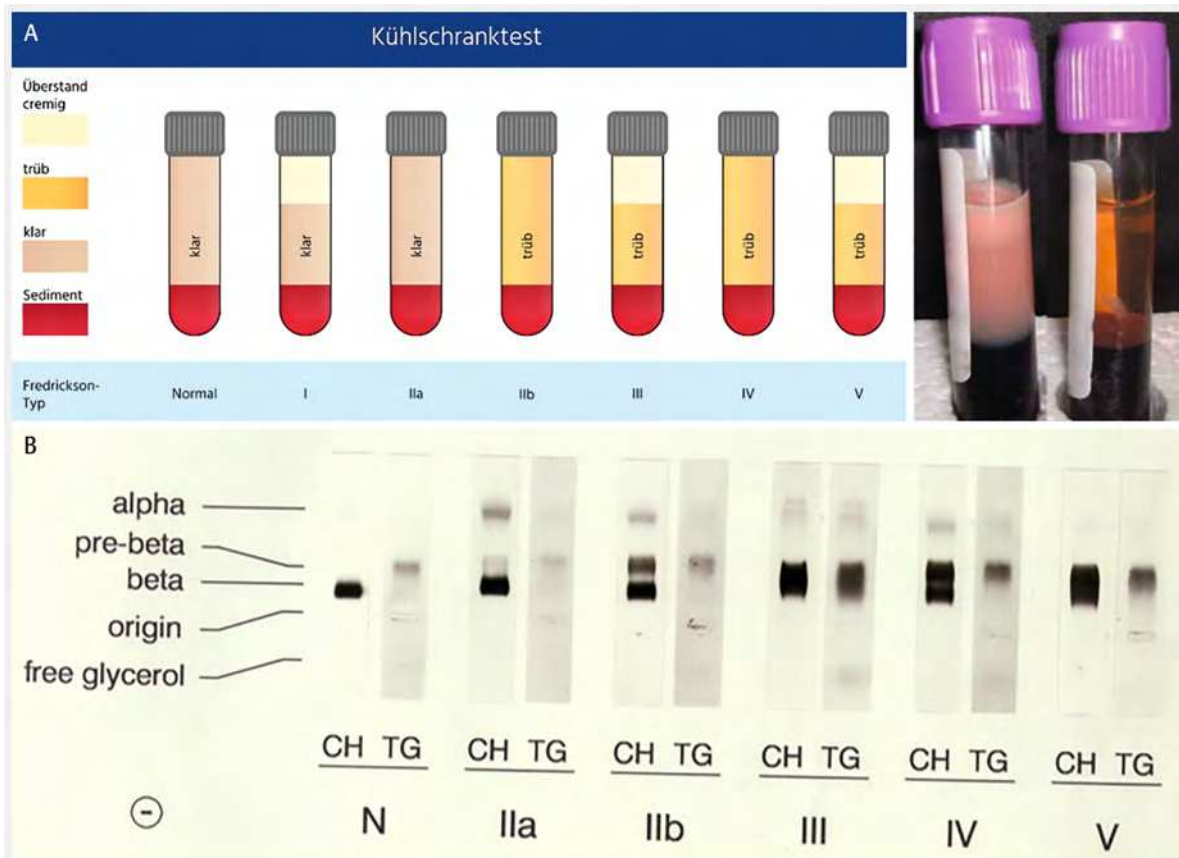 A
Kühlschranktest
Überstand
cremig
trüb
klar
Sediment
klar
klar
klar
trüb
trüb
trüb
trüb
Fredrickson-
Typ
Normal
I
IIa
IIb
III
IV
V
B
alpha
pre-beta
beta
origin
free glycerol
CH TG CH TG CH TG CH TG CH TG CH TG
- N IIa IIb III IV V